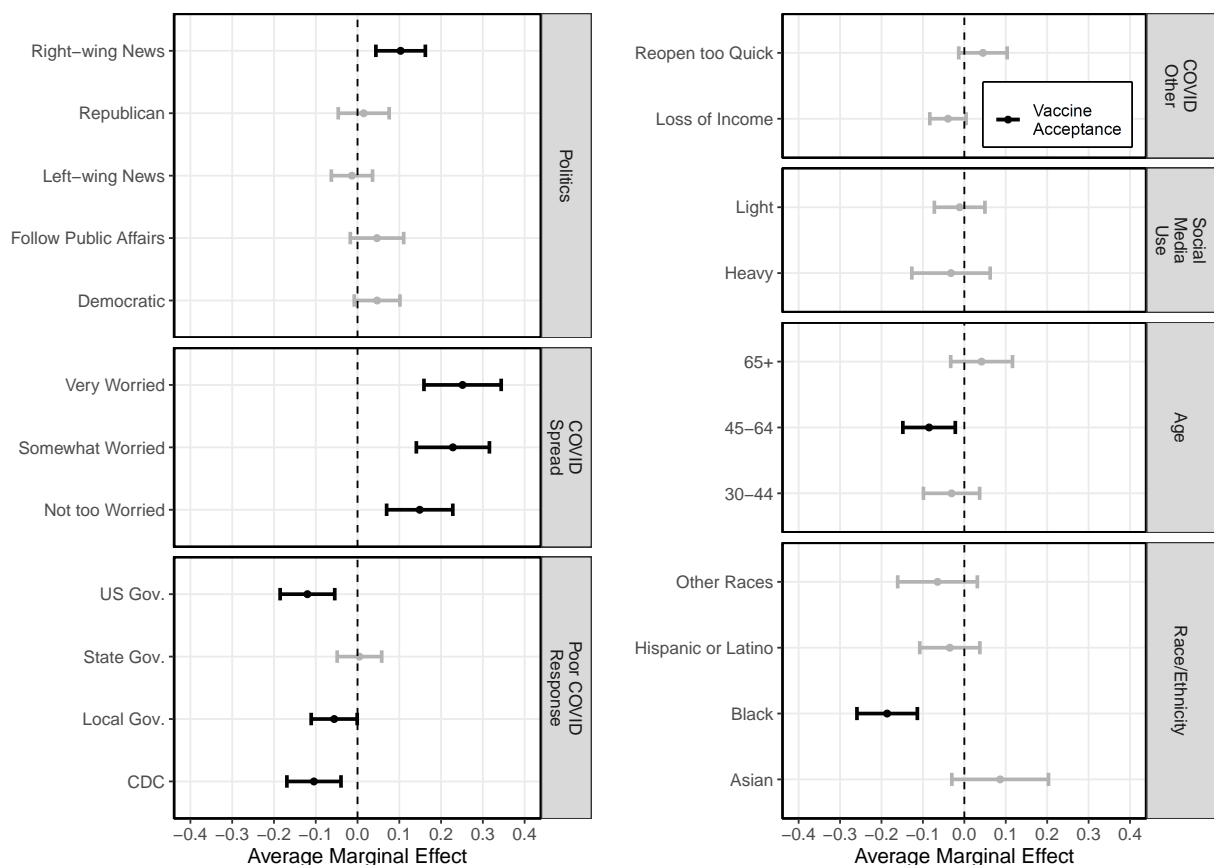 Right−wing News
Republican
Left−wing News
Follow Public Affairs
Democratic
Politics
Very Worried
Somewhat Worried
Not too Worried
COVID
Spread
US Gov.
State Gov.
Local Gov.
CDC
Poor COVID
Response
−0.4 −0.3 −0.2 −0.1 0.0 0.1 0.2 0.3 0.4
Average Marginal Effect
Reopen too Quick
Loss of Income
Vaccine
Acceptance
COVID
Other
Light
Heavy
Social
Media
Use
65+
45−64
30−44
Age
Other Races
Hispanic or Latino
Black
Asian
Race/Ethnicity
−0.4 −0.3 −0.2 −0.1 0.0 0.1 0.2 0.3 0.4
Average Marginal Effect